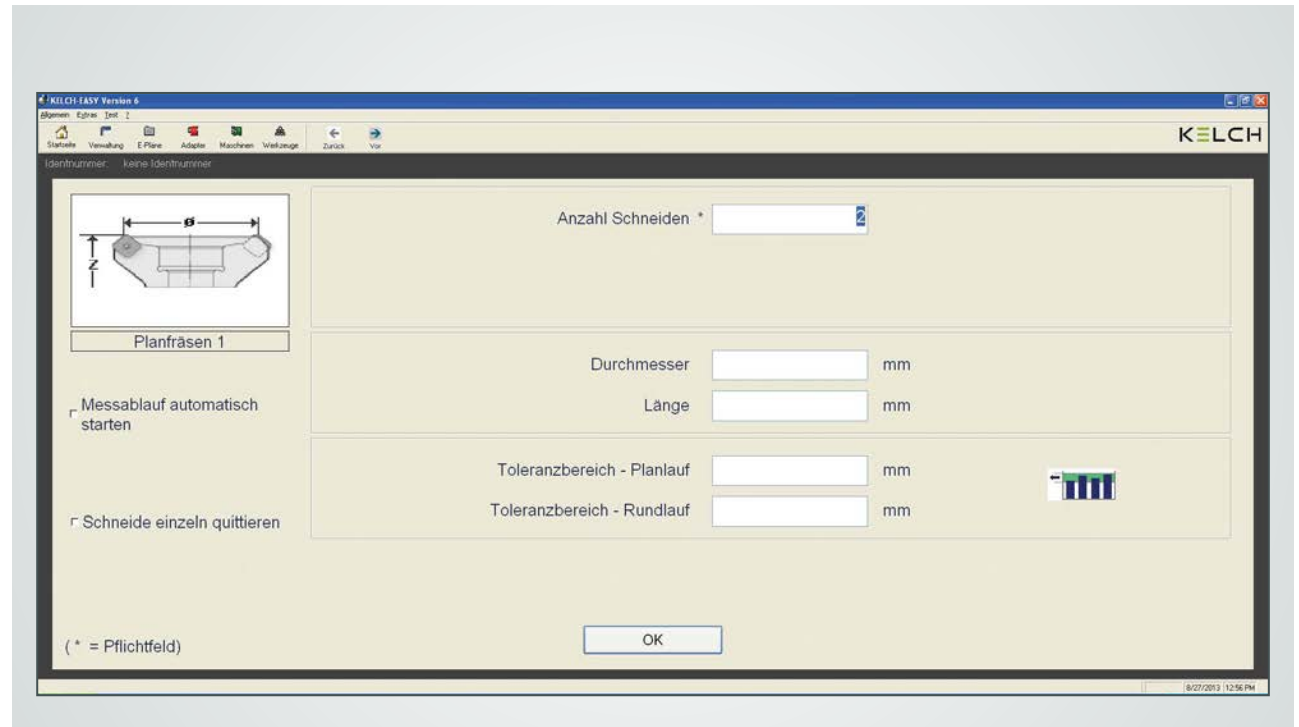 KELCH-EASY Version 6
Allgemein Extras Test ?
Startseite Verwaltung E-Pläne Adapter Maschinen Werkzeuge Zurück Vor
KELCH
Identnummer: keine Identnummer
Anzahl Schneiden * 2
ø
Z
Planfräsen 1
Durchmesser mm
Messablauf automatisch
starten
Länge mm
Toleranzbereich - Planlauf mm
Toleranzbereich - Rundlauf mm
Schneide einzeln quittieren
( * = Pflichtfeld)
OK
8/27/2013 12:56 PM